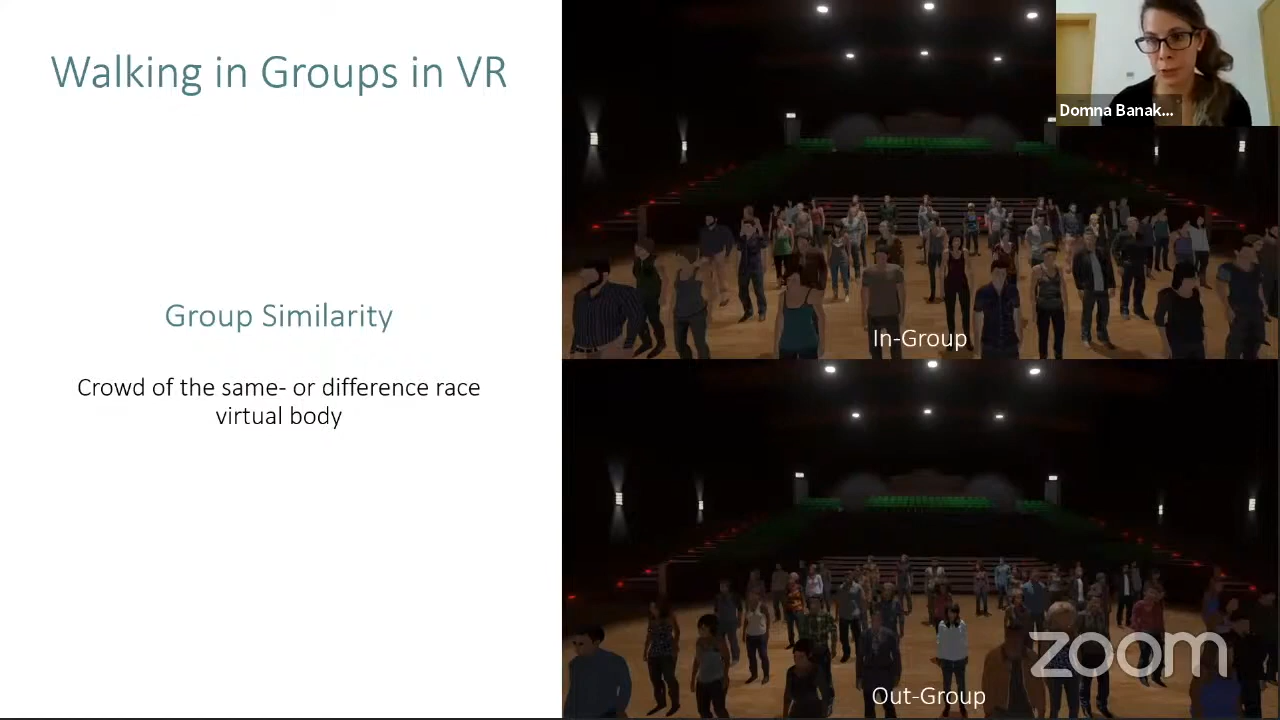 Walking in Groups in VR
Group Similarity
Crowd of the same- or difference race
virtual body
Domna Banak...
In-Group
Out-Group
zoom